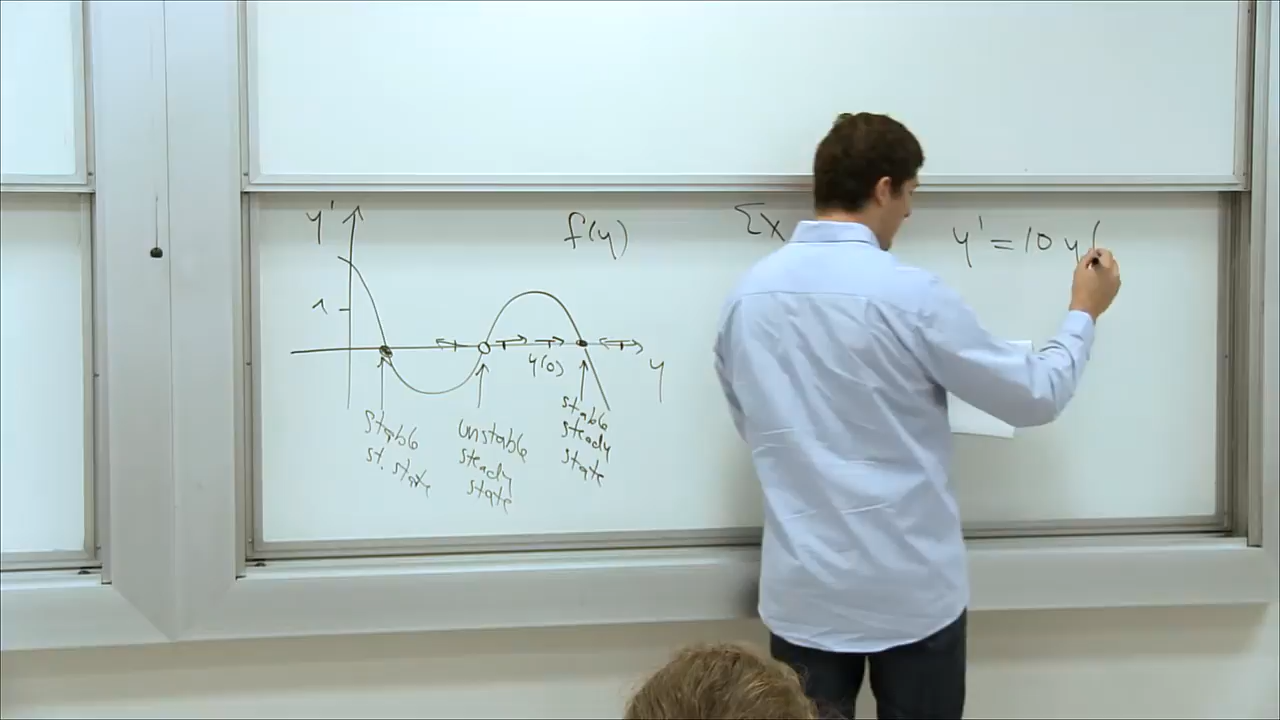 y'
f(y)
1
y(0)
y
stable
st. state
unstable
steady
state
stable
steady
state
Ex
y' = 10 y (